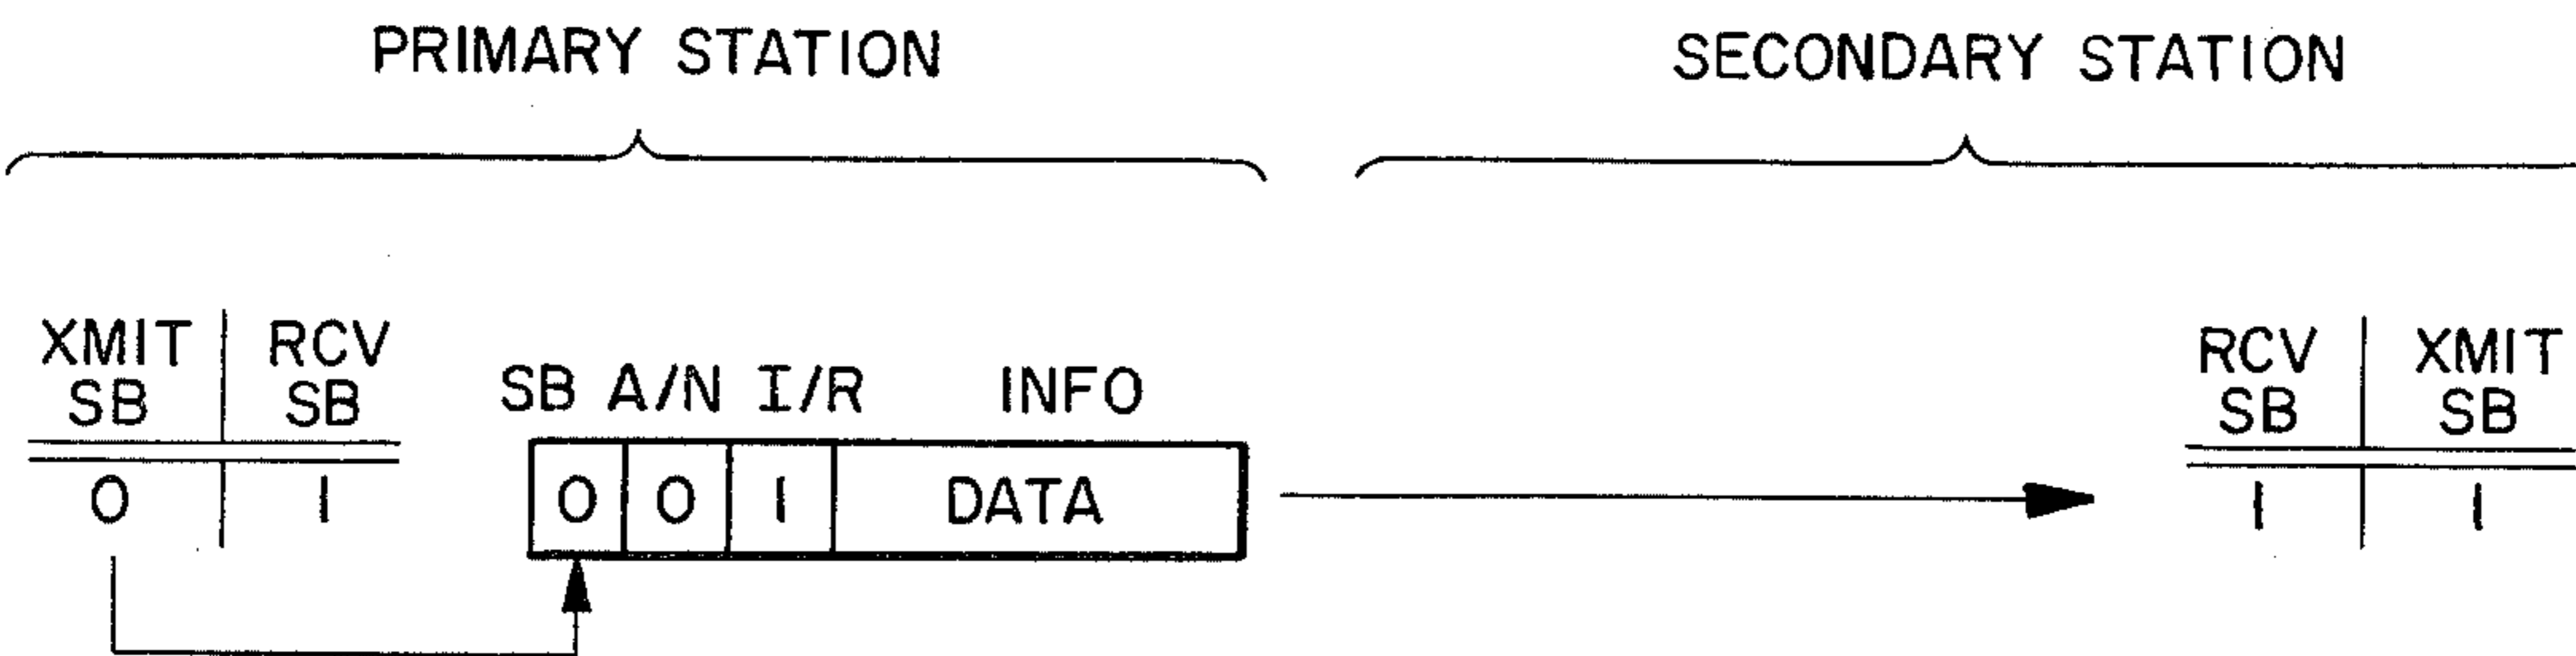 PRIMARY STATION
SECONDARY STATION
XMIT SB
RCV SB
SB A/N I/R INFO
0 1
0 0 1 DATA
RCV SB
XMIT SB
1 1